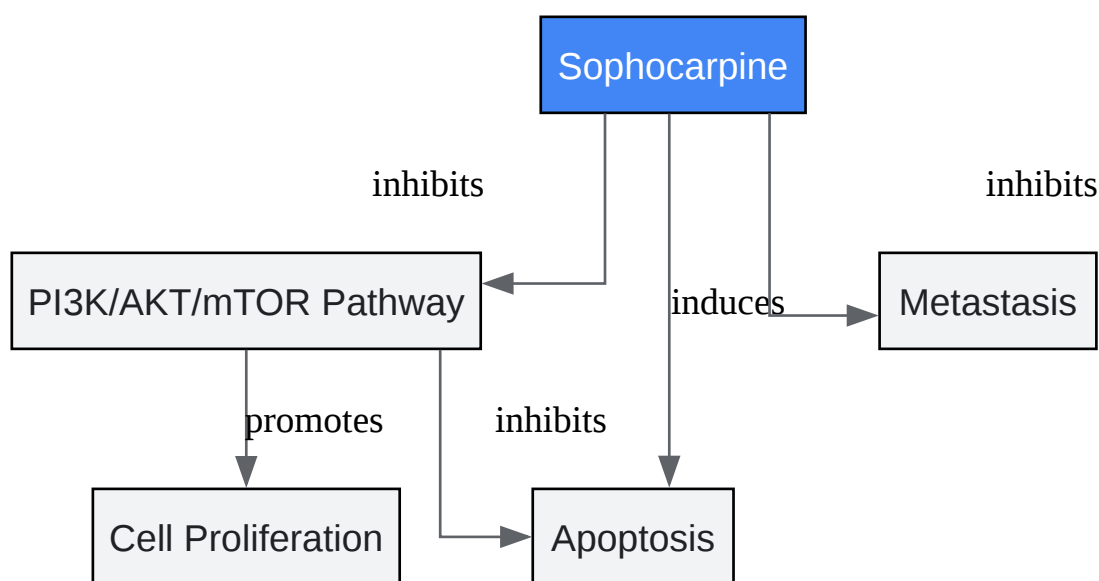 Sophocarpine
inhibits
inhibits
PI3K/AKT/mTOR Pathway
induces
Metastasis
promotes
inhibits
Cell Proliferation
Apoptosis